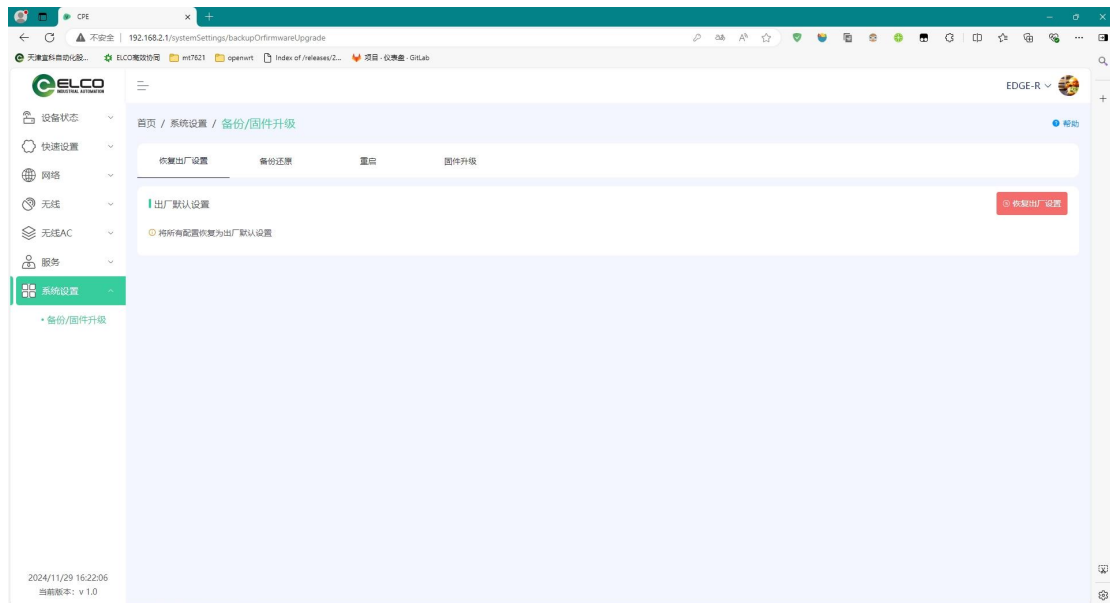 CPE
不安全
192.168.2.1/systemSettings/backupOrfirmwareUpgrade
天津宜科自动化股...
ELCO高效协同
mt7621
openwrt
Index of /releases/2...
项目 · 仪表盘 · GitLab
ELCO
INDUSTRIAL AUTOMATION
EDGE-R
设备状态
快速设置
网络
无线
无线AC
服务
系统设置
备份/固件升级
首页 / 系统设置 / 备份/固件升级
帮助
恢复出厂设置
备份还原
重启
固件升级
出厂默认设置
恢复出厂设置
将所有配置恢复为出厂默认设置
2024/11/29 16:22:06
当前版本：v 1.0